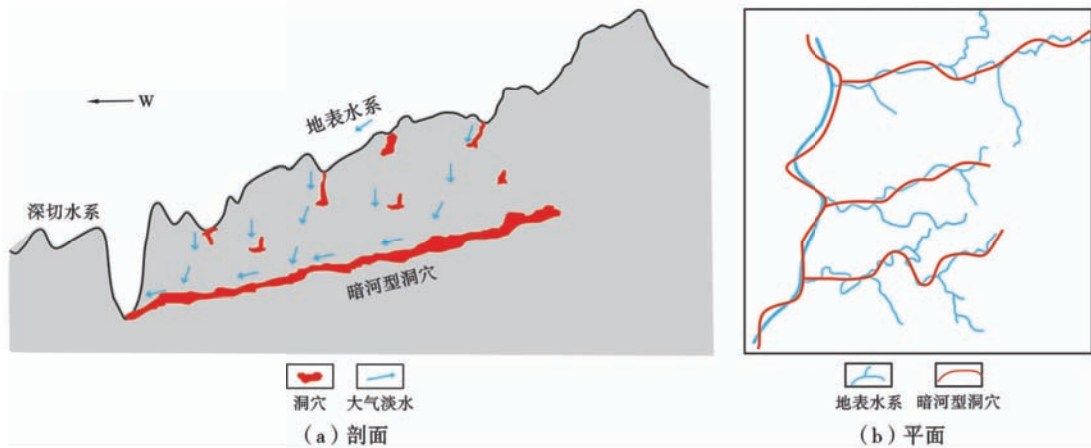 W
地表水系
深切水系
暗河型洞穴
洞穴
大气淡水
(a)剖面
地表水系
暗河型洞穴
(b)平面